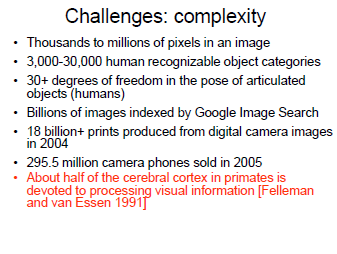 Challenges: complexity
• Thousands to millions of pixels in an image
• 3,000-30,000 human recognizable object categories
• 30+ degrees of freedom in the pose of articulated
objects (humans)
• Billions of images indexed by Google Image Search
• 18 billion+ prints produced from digital camera images
in 2004
• 295.5 million camera phones sold in 2005
• About half of the cerebral cortex in primates is
devoted to processing visual information [Felleman
and van Essen 1991]